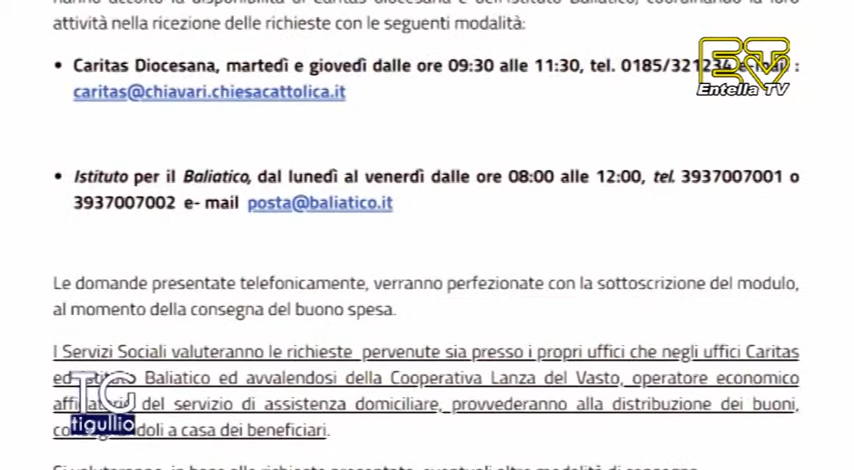 attività nella ricezione delle richieste con le seguenti modalità:
• Caritas Diocesana, martedì e giovedì dalle ore 09:30 alle 11:30, tel. 0185/321234 e-mail :
caritas@chiavari.chiesacattolica.it
ETV
Entella TV
• Istituto per il Baliatico, dal lunedì al venerdì dalle ore 08:00 alle 12:00, tel. 3937007001 o
3937007002 e- mail posta@baliatico.it
Le domande presentate telefonicamente, verranno perfezionate con la sottoscrizione del modulo,
al momento della consegna del buono spesa.
I Servizi Sociali valuteranno le richieste pervenute sia presso i propri uffici che negli uffici Caritas
ed Istituto Baliatico ed avvalendosi della Cooperativa Lanza del Vasto, operatore economico
del servizio di assistenza domiciliare, provvederanno alla distribuzione dei buoni,
a casa dei beneficiari.
TG
tigullio